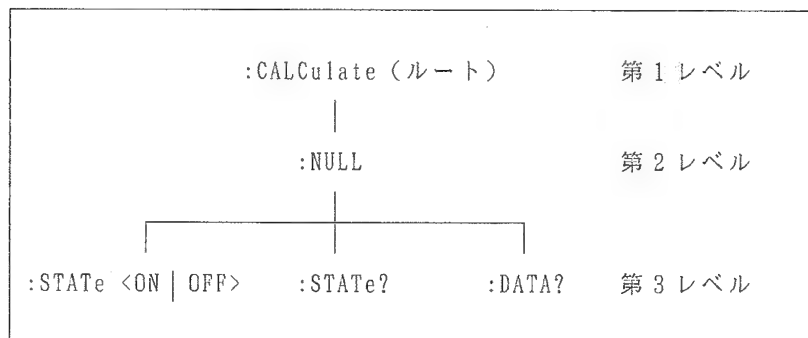 :CALCulate（ルート） 第1レベル
:NULL 第2レベル
:STATe <ON | OFF> :STATe? :DATA? 第3レベル